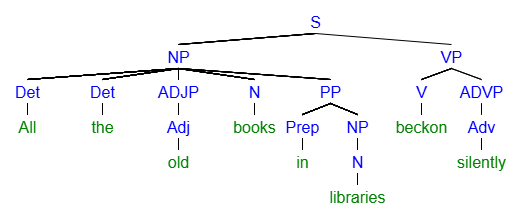 S
NP VP
Det Det ADJP N PP V ADVP
All the Adj books Prep NP beckon Adv
old in N silently
libraries